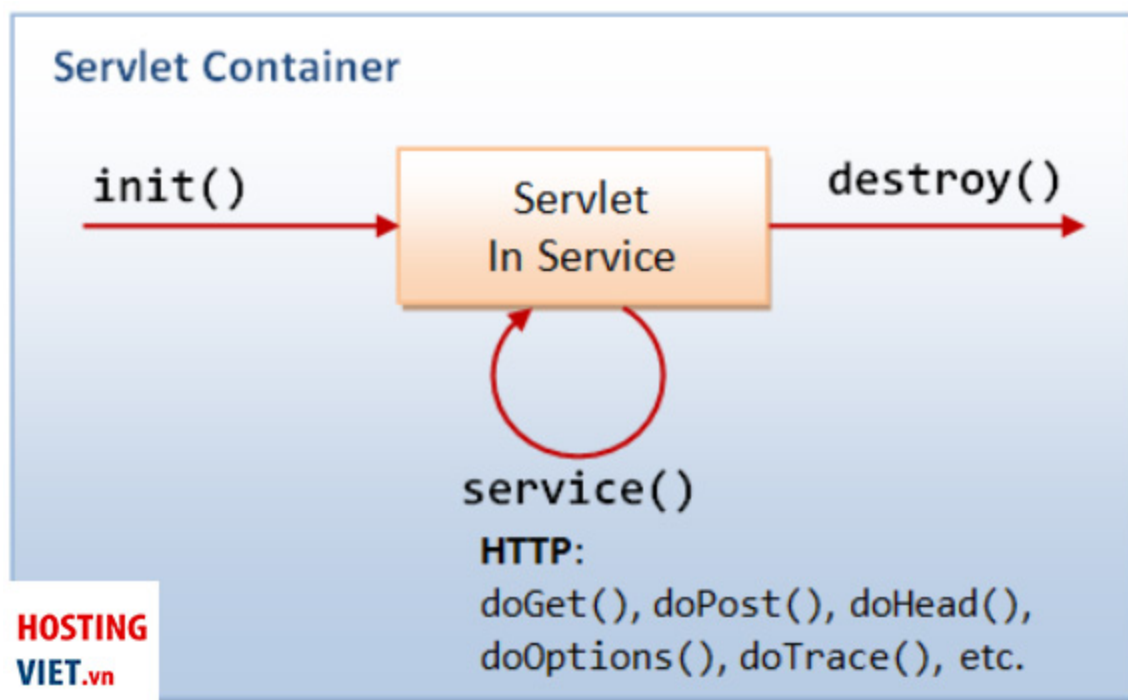 Servlet Container
init()
Servlet
In Service
destroy()
service()
HTTP:
doGet(), doPost(), doHead(),
doOptions(), doTrace(), etc.
HOSTING
VIET.vn